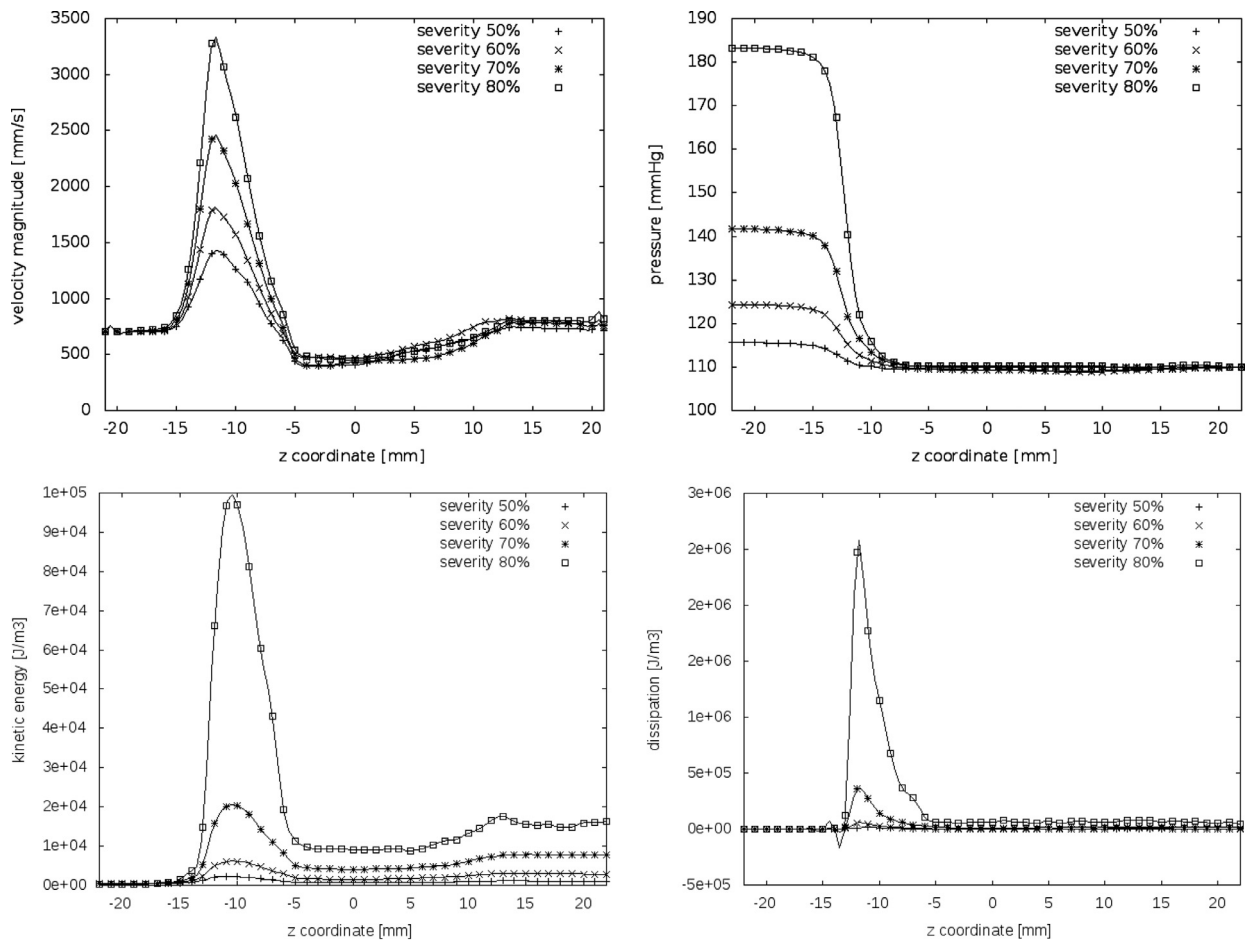 3500
3000
2500
2000
1500
1000
500
0
velocity magnitude [mm/s]
severity 50%
severity 60%
severity 70%
severity 80%
-20 -15 -10 -5 0 5 10 15 20
z coordinate [mm]
190
180
170
160
150
140
130
120
110
100
pressure [mmHg]
severity 50%
severity 60%
severity 70%
severity 80%
-20 -15 -10 -5 0 5 10 15 20
z coordinate [mm]
1e+05
9e+04
8e+04
7e+04
6e+04
5e+04
4e+04
3e+04
2e+04
1e+04
0e+00
kinetic energy [J/m3]
severity 50%
severity 60%
severity 70%
severity 80%
-20 -15 -10 -5 0 5 10 15 20
z coordinate [mm]
3e+06
2e+06
2e+06
2e+06
1e+06
5e+05
0e+00
-5e+05
dissipation [J/m3]
severity 50%
severity 60%
severity 70%
severity 80%
-20 -15 -10 -5 0 5 10 15 20
z coordinate [mm]